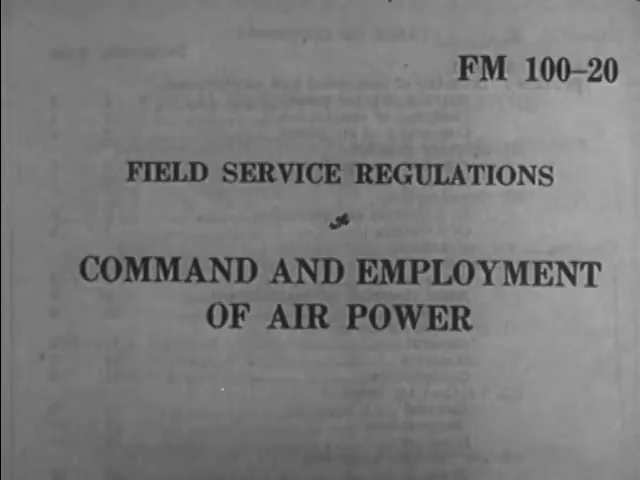 FM 100–20
FIELD SERVICE REGULATIONS
COMMAND AND EMPLOYMENT
OF AIR POWER